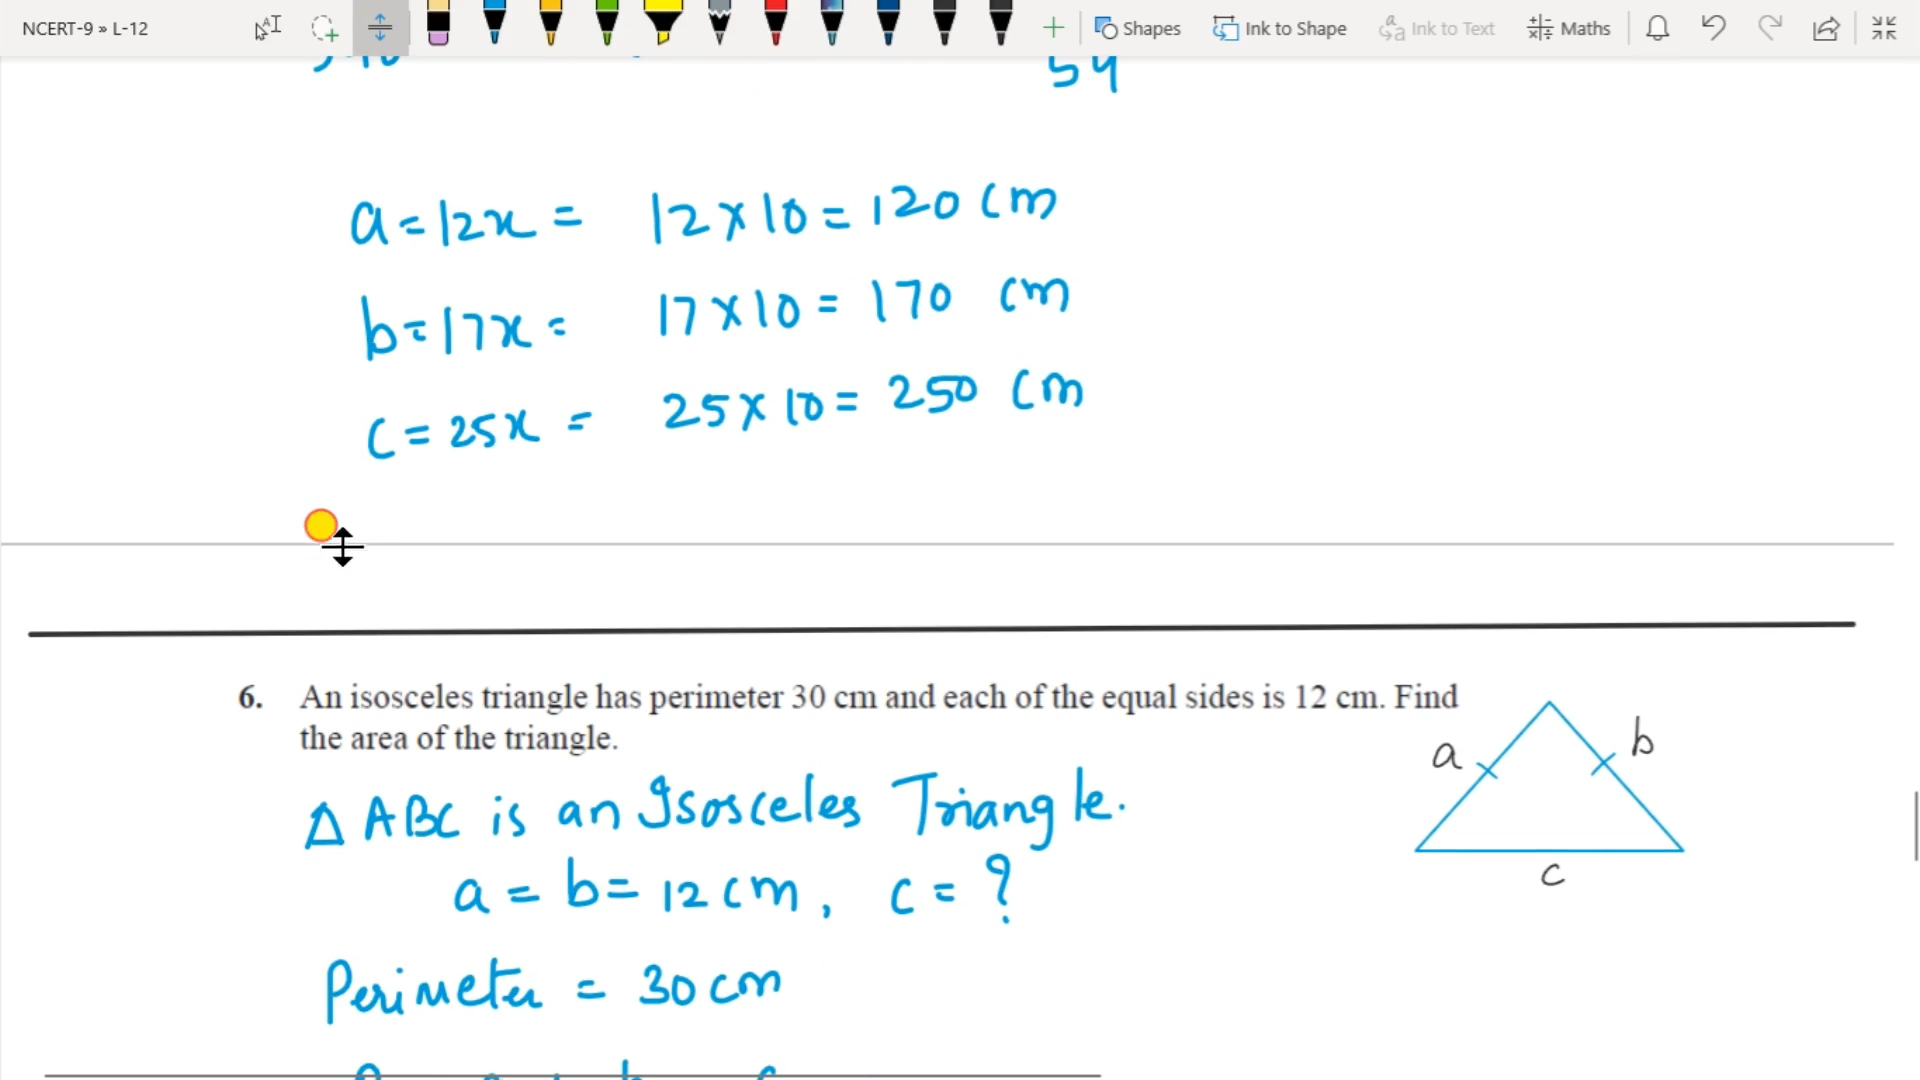 NCERT-9 » L-12 Shapes Ink to Shape Ink to Text Maths
54
a = 12x = 12 × 10 = 120 cm
b = 17x = 17 × 10 = 170 cm
c = 25x = 25 × 10 = 250 cm
6. An isosceles triangle has perimeter 30 cm and each of the equal sides is 12 cm. Find
the area of the triangle.
a b
c
Δ ABC is an Isosceles Triangle.
a = b = 12 cm, c = ?
Perimeter = 30 cm